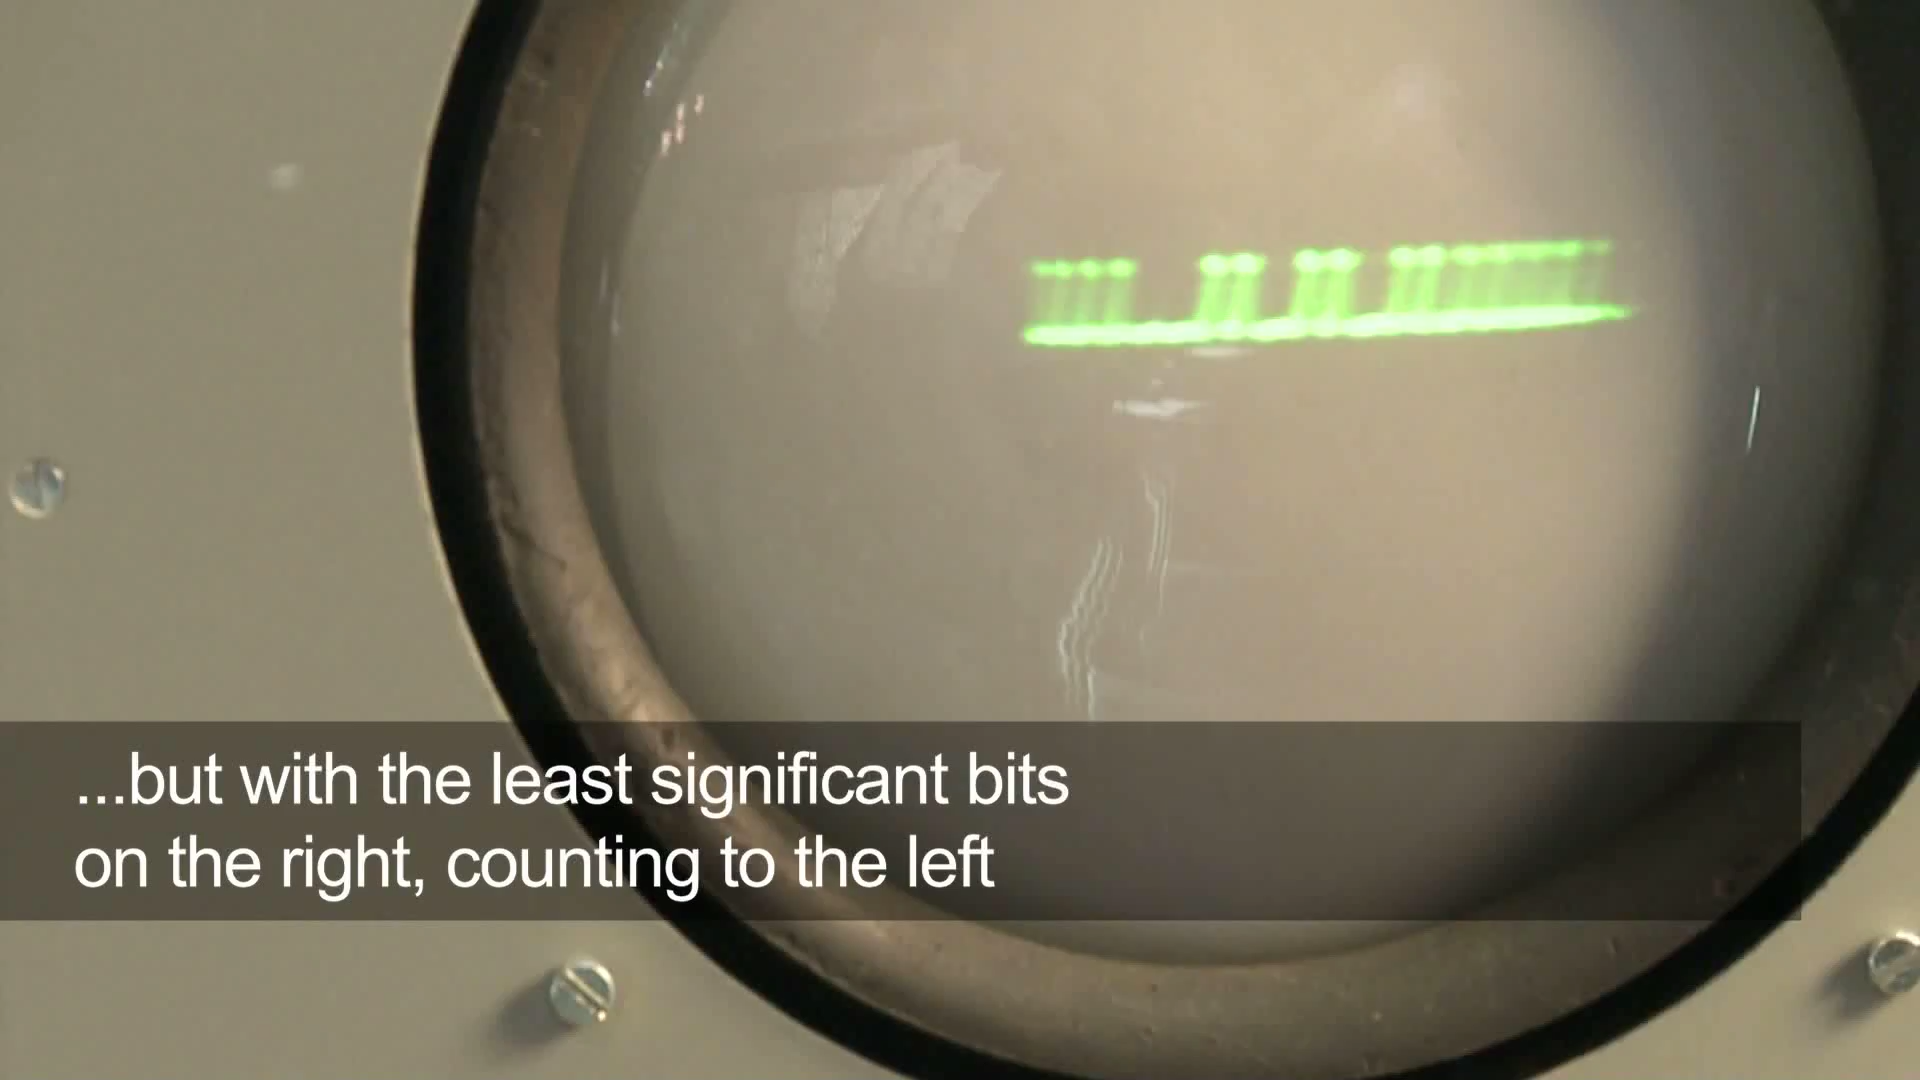 ...but with the least significant bits
on the right, counting to the left